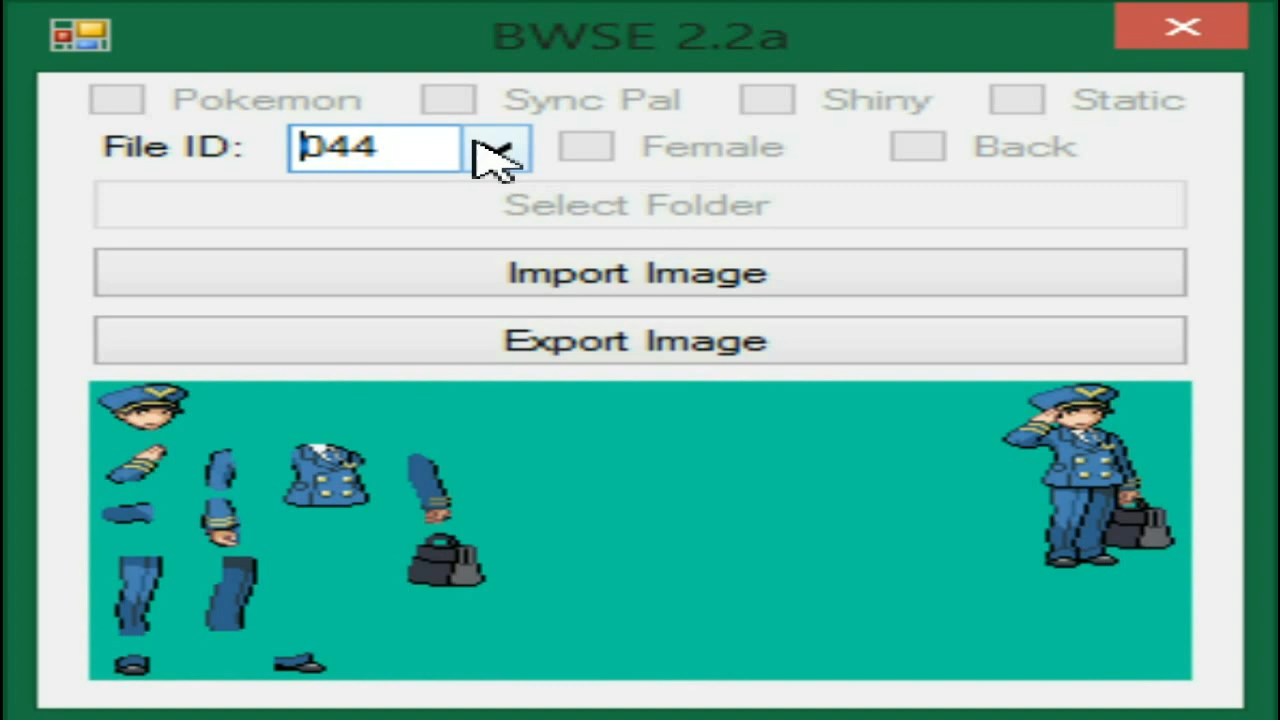 BWSE 2.2a
Pokemon Sync Pal Shiny Static
File ID: 044 Female Back
Select Folder
Import Image
Export Image